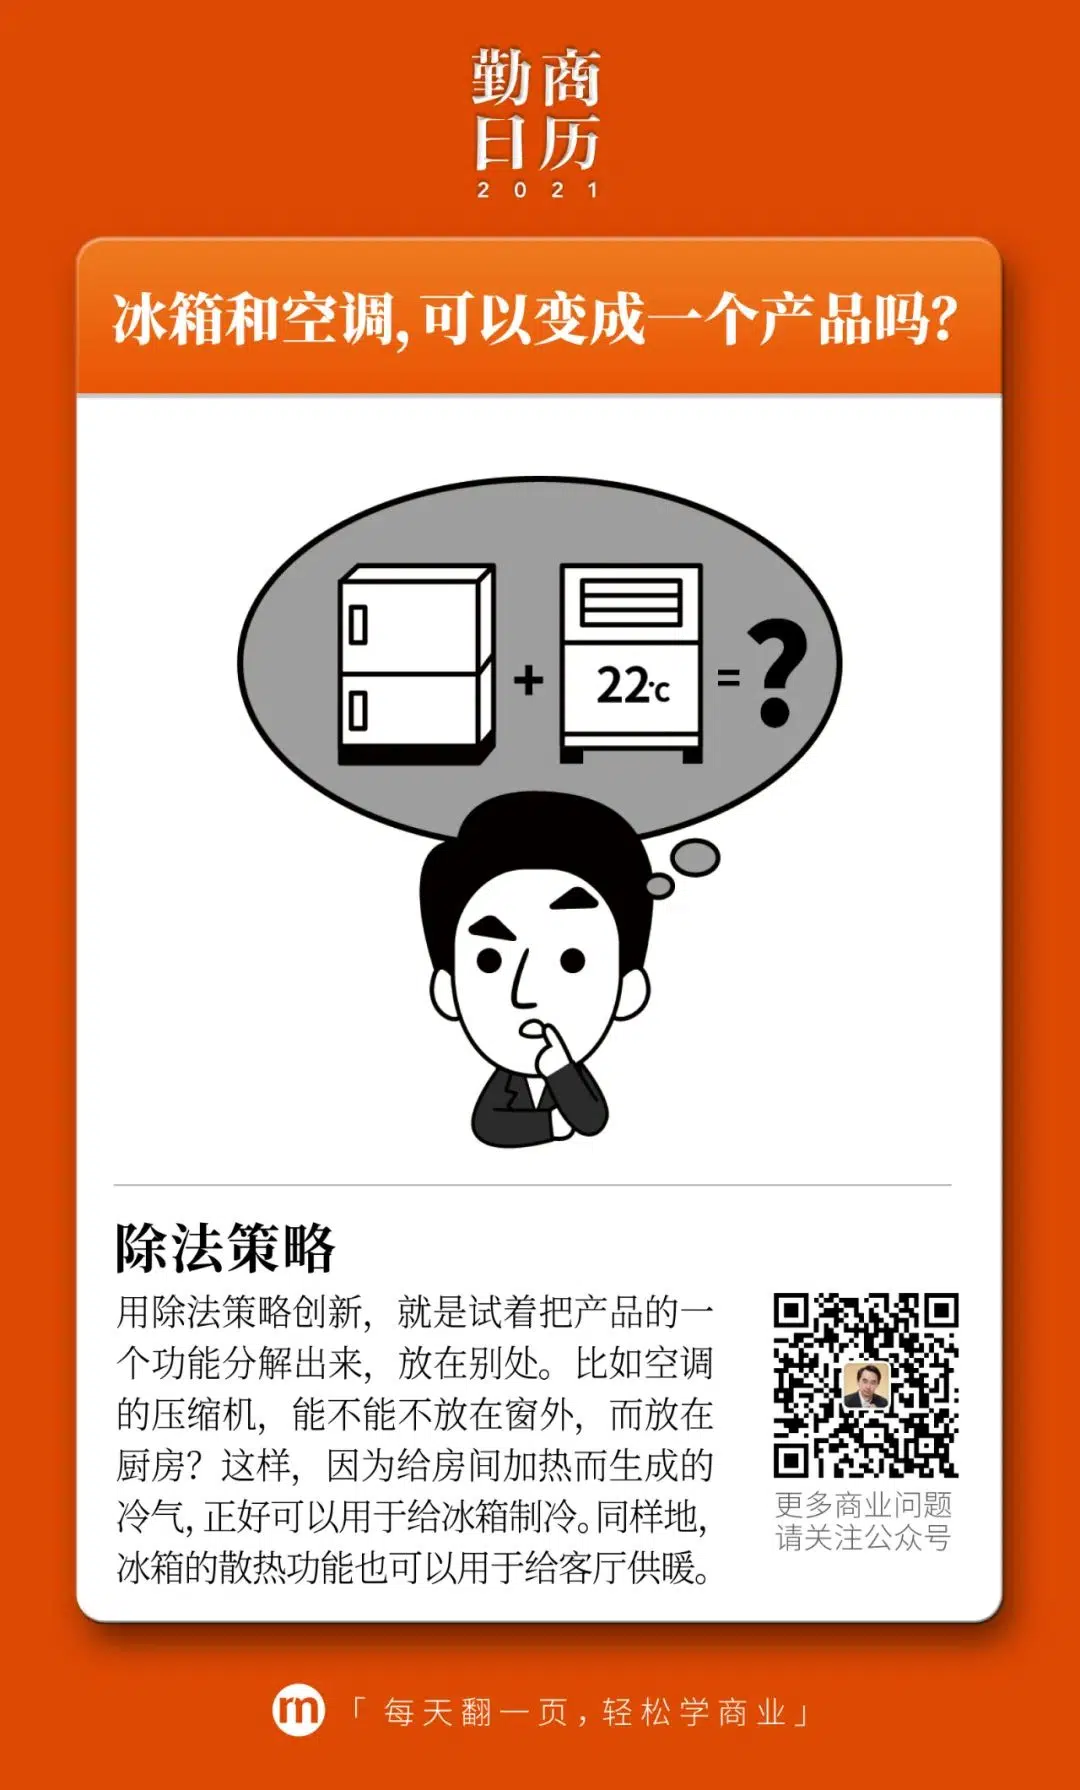 勤商
日历
2021
冰箱和空调,可以变成一个产品吗?
+ 22℃ = ?
除法策略
用除法策略创新，就是试着把产品的一
个功能分解出来，放在别处。比如空调
的压缩机，能不能不放在窗外，而放在
厨房？这样，因为给房间加热而生成的
冷气,正好可以用于给冰箱制冷。同样地，
冰箱的散热功能也可以用于给客厅供暖。
更多商业问题
请关注公众号
rn
「每天翻一页，轻松学商业」